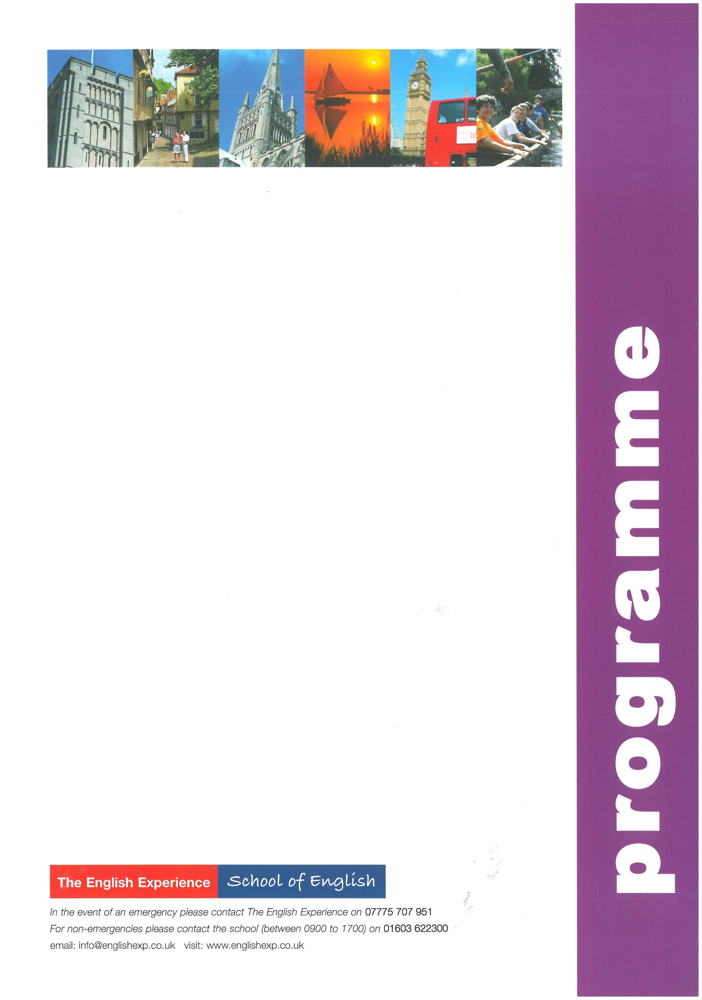 programme
The English Experience School of English
In the event of an emergency please contact The English Experience on 07775 707 951
For non-emergencies please contact the school (between 0900 to 1700) on 01603 622300
email: info@englishexp.co.uk visit: www.englishexp.co.uk